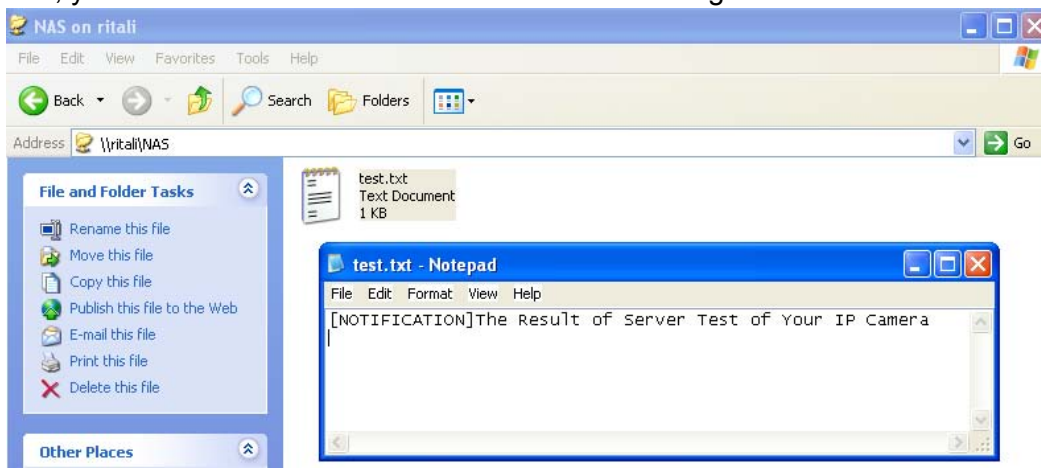 NAS on ritali
File Edit View Favorites Tools Help
Back Search Folders
Address \\ritali\NAS Go
File and Folder Tasks
Rename this file
Move this file
Copy this file
Publish this file to the Web
E-mail this file
Print this file
Delete this file
Other Places
test.txt
Text Document
1 KB
test.txt - Notepad
File Edit Format View Help
[NOTIFICATION]The Result of Server Test of Your IP Camera